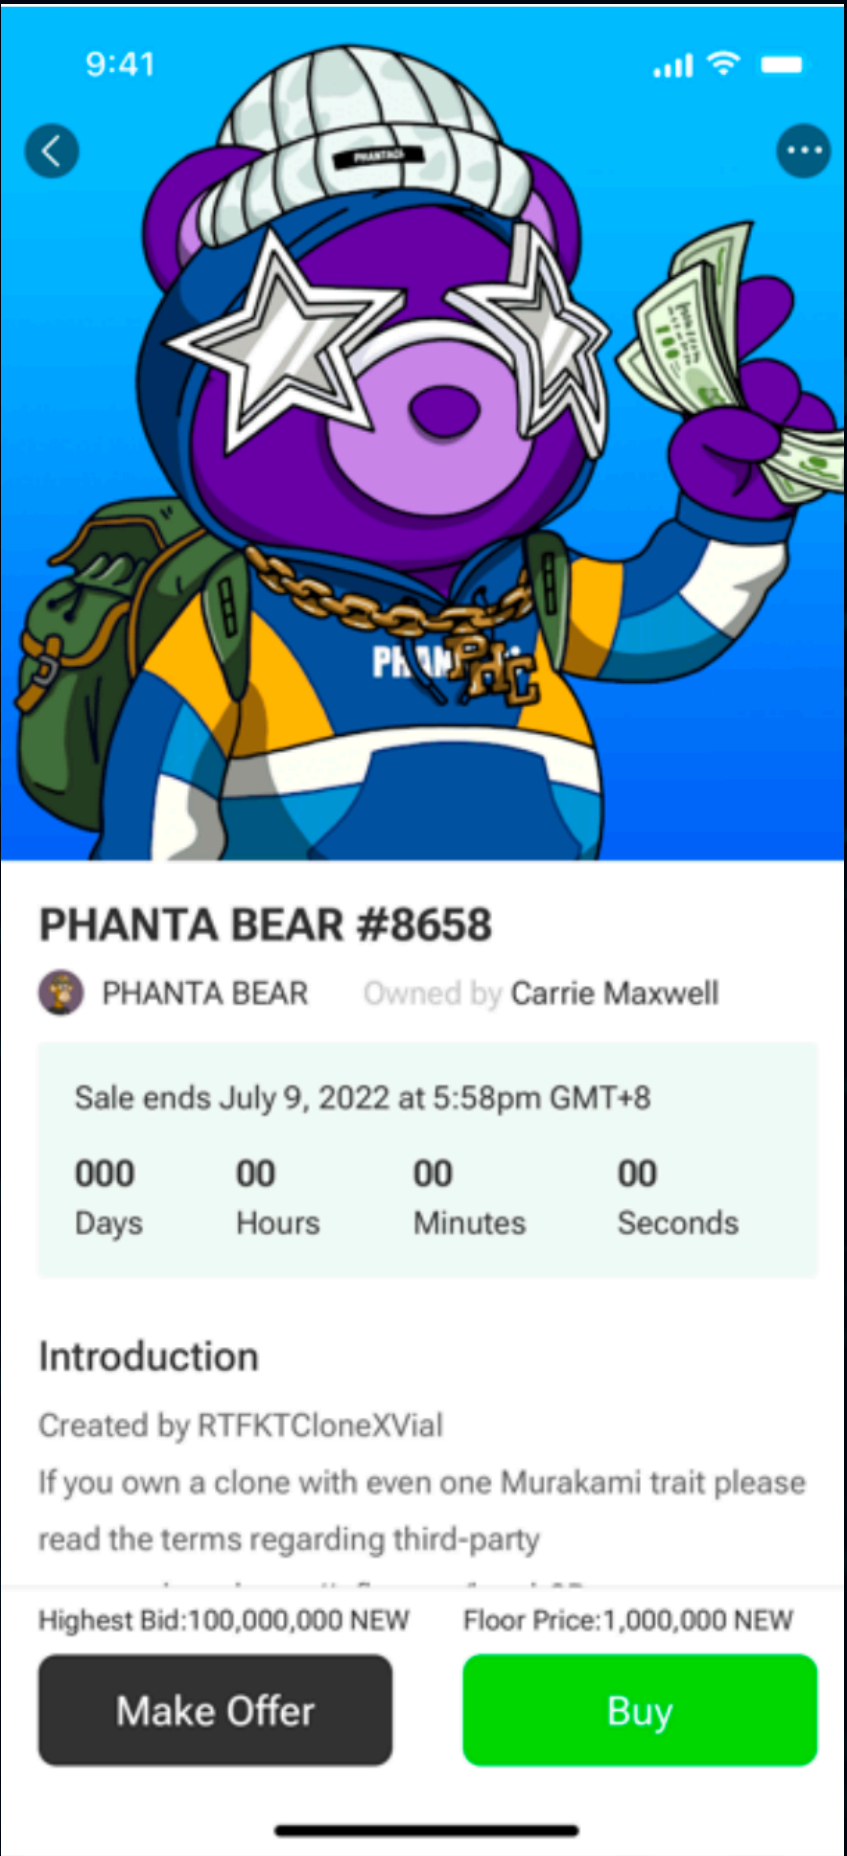 9:41
PHANTACi
PHAN
PHC
PHANTA BEAR #8658
PHANTA BEAR Owned by Carrie Maxwell
Sale ends July 9, 2022 at 5:58pm GMT+8
000 00 00 00
Days Hours Minutes Seconds
Introduction
Created by RTFKTCloneXVial
If you own a clone with even one Murakami trait please
read the terms regarding third-party
Highest Bid:100,000,000 NEW Floor Price:1,000,000 NEW
Make Offer Buy